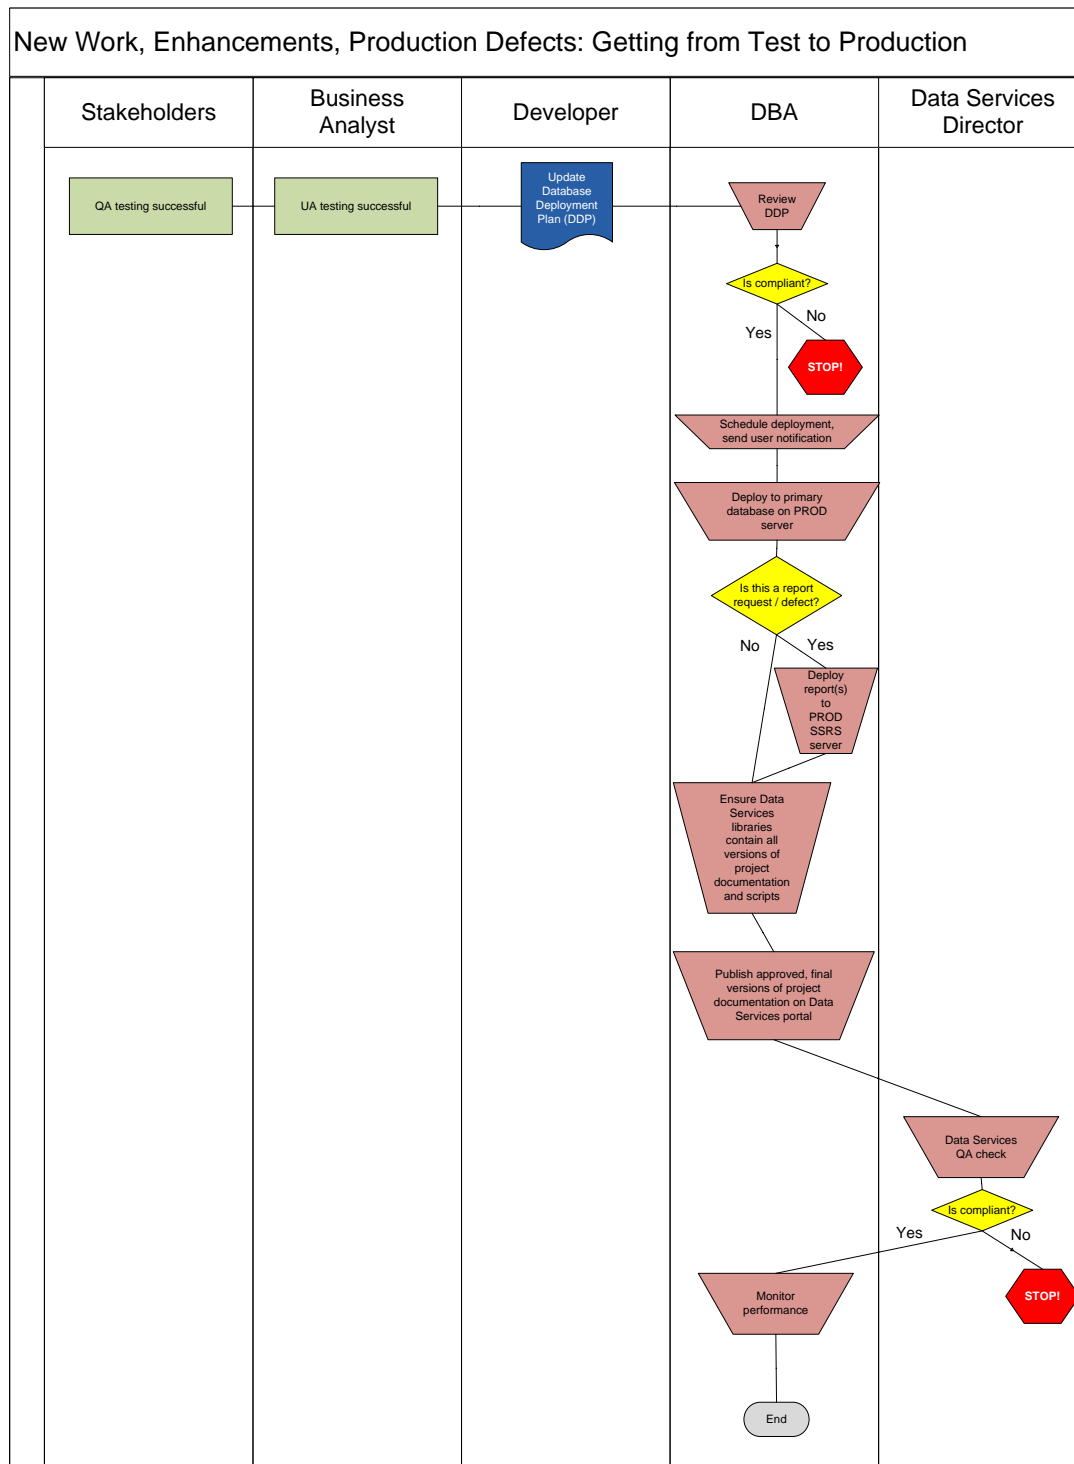 New Work, Enhancements, Production Defects: Getting from Test to Production
Stakeholders
Business
Analyst
Developer
DBA
Data Services
Director
QA testing successful
UA testing successful
Update
Database
Deployment
Plan (DDP)
Review
DDP
Is compliant?
No
Yes
STOP!
Schedule deployment,
send user notification
Deploy to primary
database on PROD
server
Is this a report
request / defect?
No
Yes
Deploy
report(s)
to
PROD
SSRS
server
Ensure Data
Services
libraries
contain all
versions of
project
documentation
and scripts
Publish approved, final
versions of project
documentation on Data
Services portal
Data Services
QA check
Is compliant?
Yes
No
STOP!
Monitor
performance
End